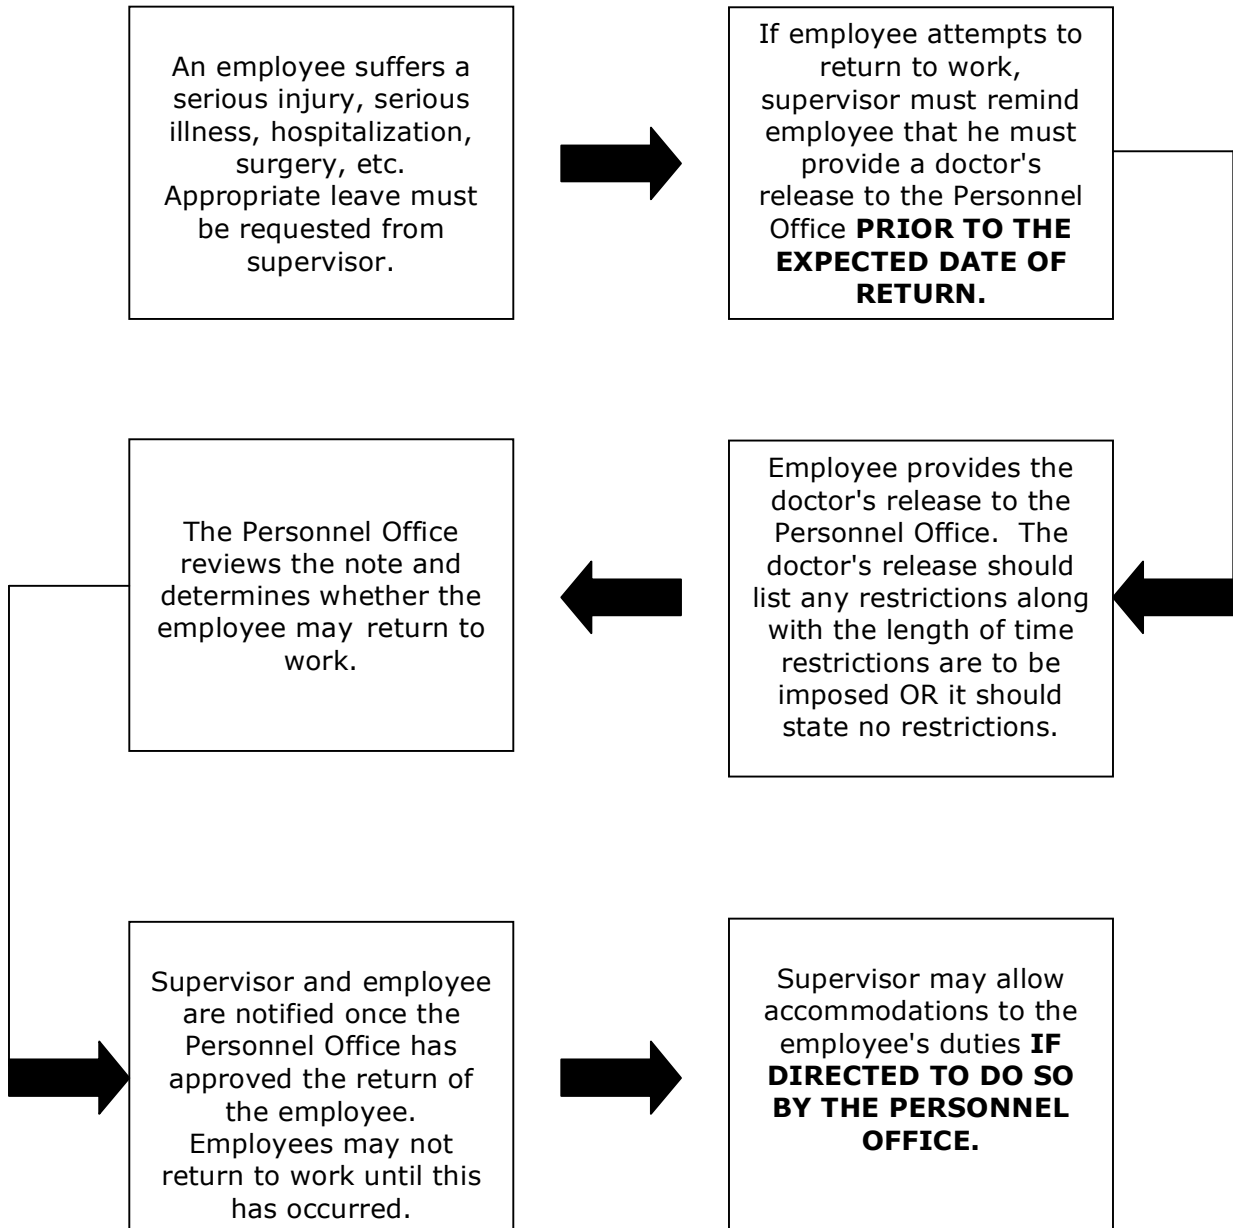 An employee suffers a
serious injury, serious
illness, hospitalization,
surgery, etc.
Appropriate leave must
be requested from
supervisor.
If employee attempts to
return to work,
supervisor must remind
employee that he must
provide a doctor's
release to the Personnel
Office PRIOR TO THE
EXPECTED DATE OF
RETURN.
Employee provides the
doctor's release to the
Personnel Office.  The
doctor's release should
list any restrictions along
with the length of time
restrictions are to be
imposed OR it should
state no restrictions.
The Personnel Office
reviews the note and
determines whether the
employee may return to
work.
Supervisor and employee
are notified once the
Personnel Office has
approved the return of
the employee.
Employees may not
return to work until this
has occurred.
Supervisor may allow
accommodations to the
employee's duties IF
DIRECTED TO DO SO
BY THE PERSONNEL
OFFICE.